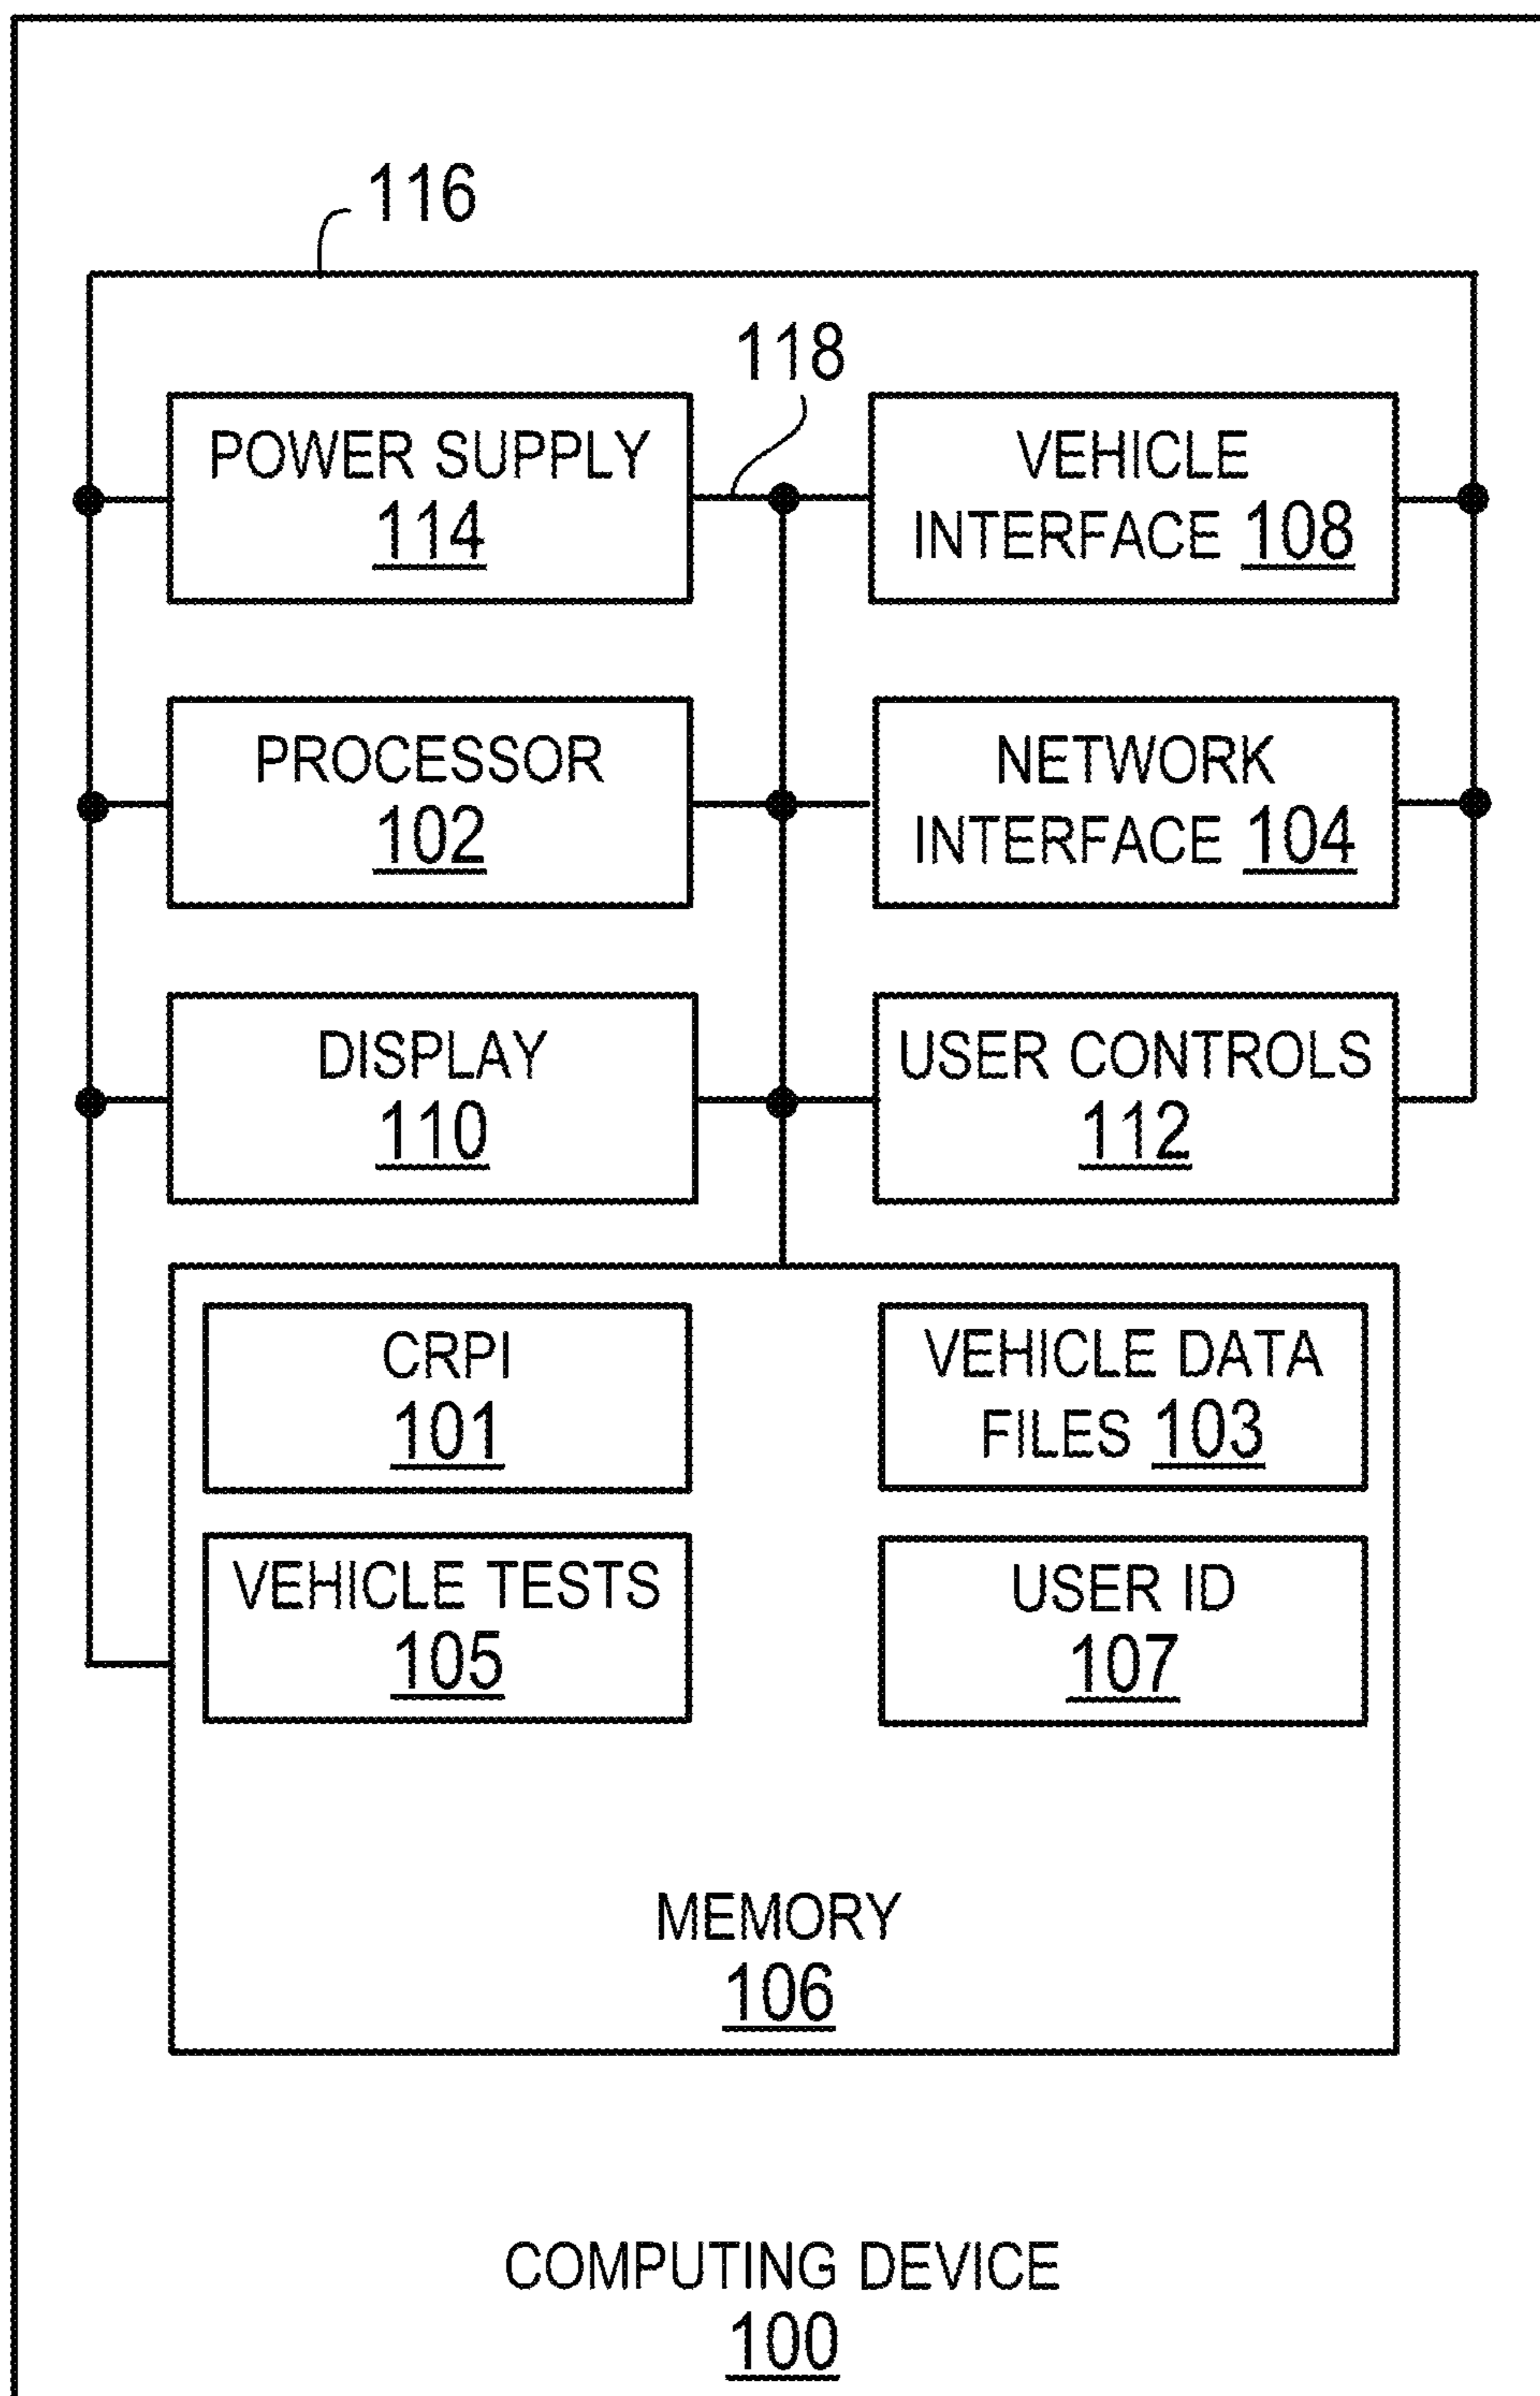 116
118
POWER SUPPLY
114
VEHICLE
INTERFACE 108
PROCESSOR
102
NETWORK
INTERFACE 104
DISPLAY
110
USER CONTROLS
112
CRPI
101
VEHICLE DATA
FILES 103
VEHICLE TESTS
105
USER ID
107
MEMORY
106
COMPUTING DEVICE
100